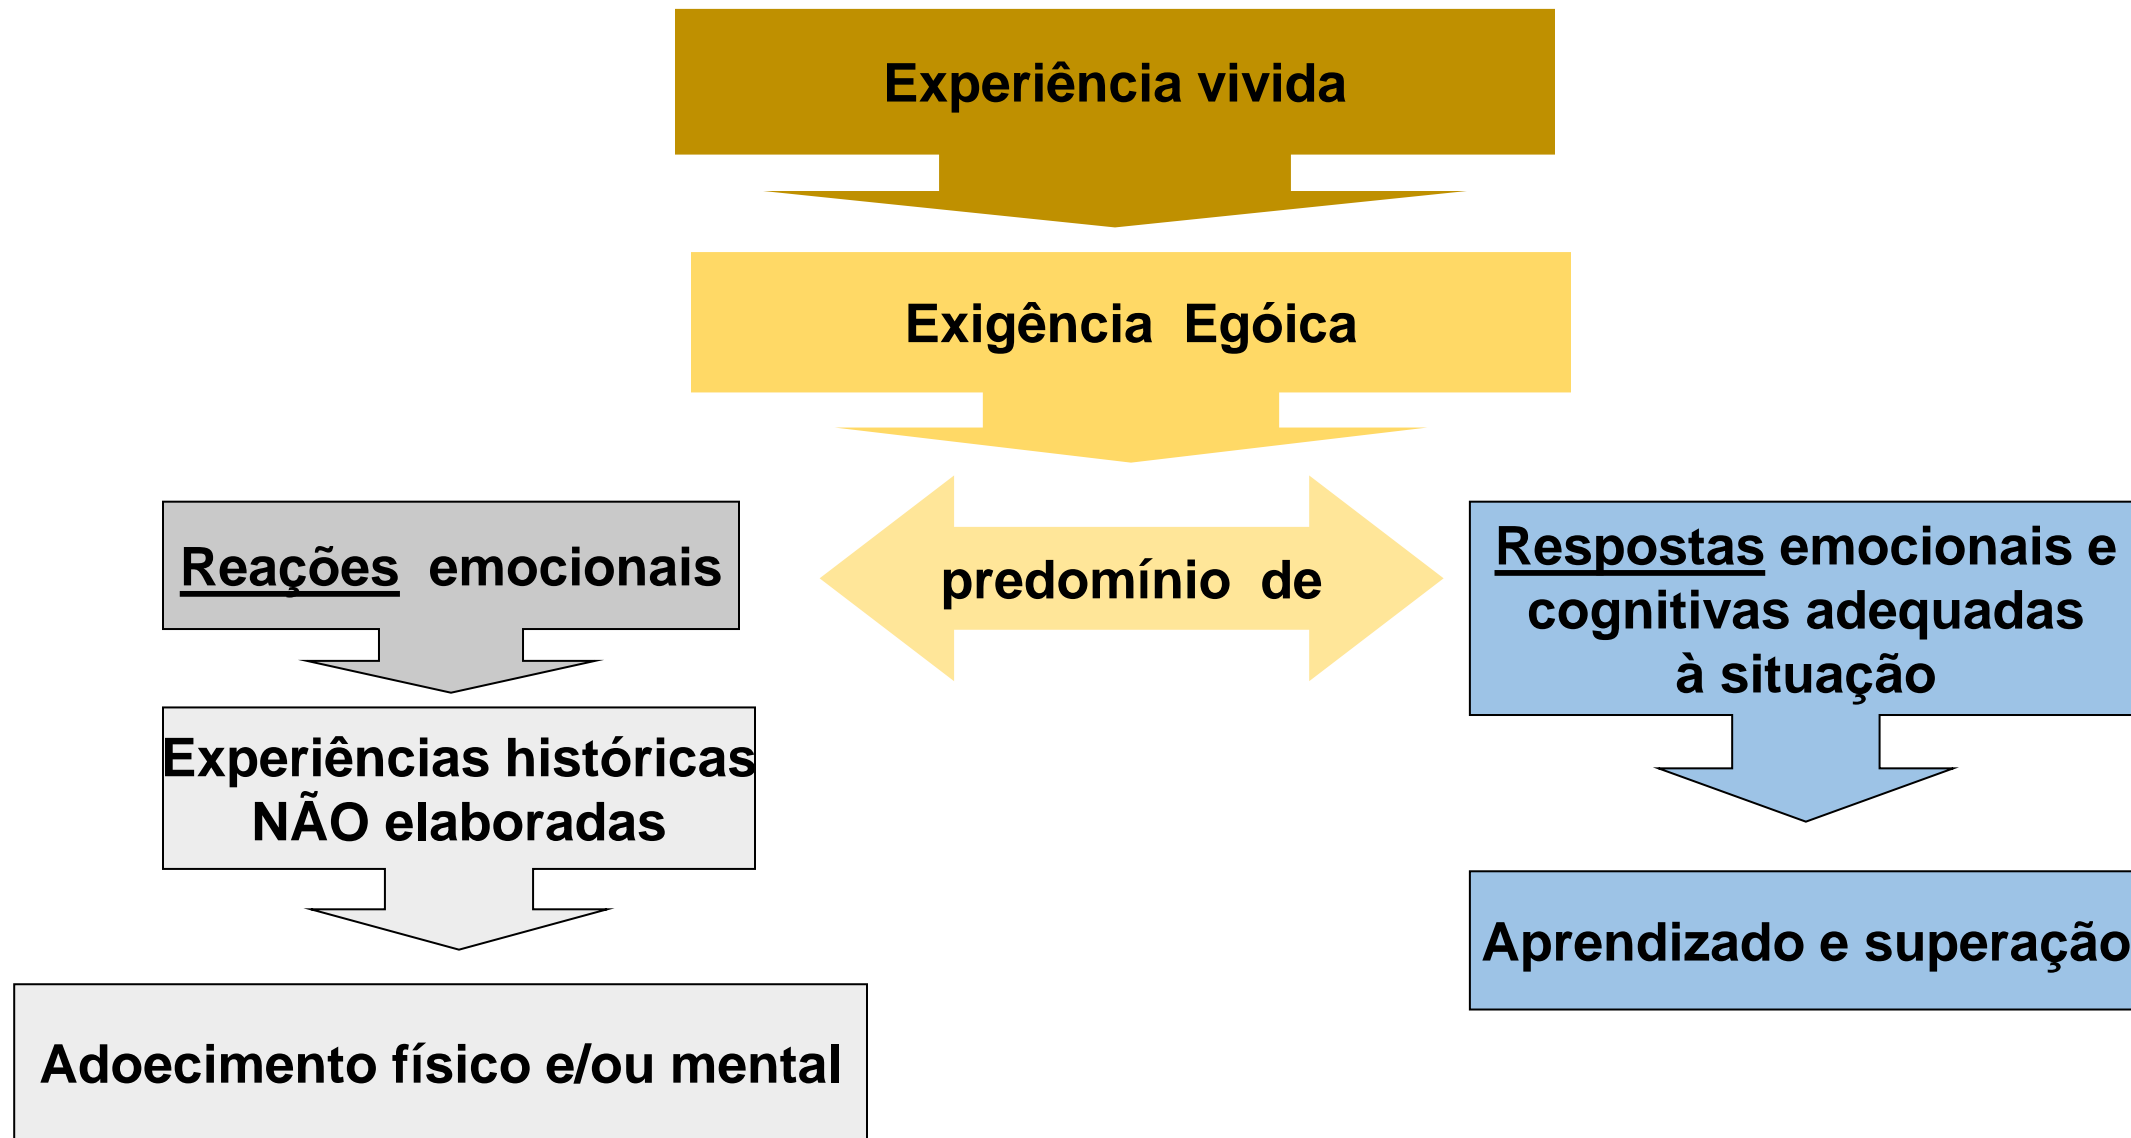 Experiência vivida
Exigência Egóica
Reações emocionais
predomínio de
Respostas emocionais e
cognitivas adequadas
à situação
Experiências históricas
NÃO elaboradas
Aprendizado e superação
Adoecimento físico e/ou mental